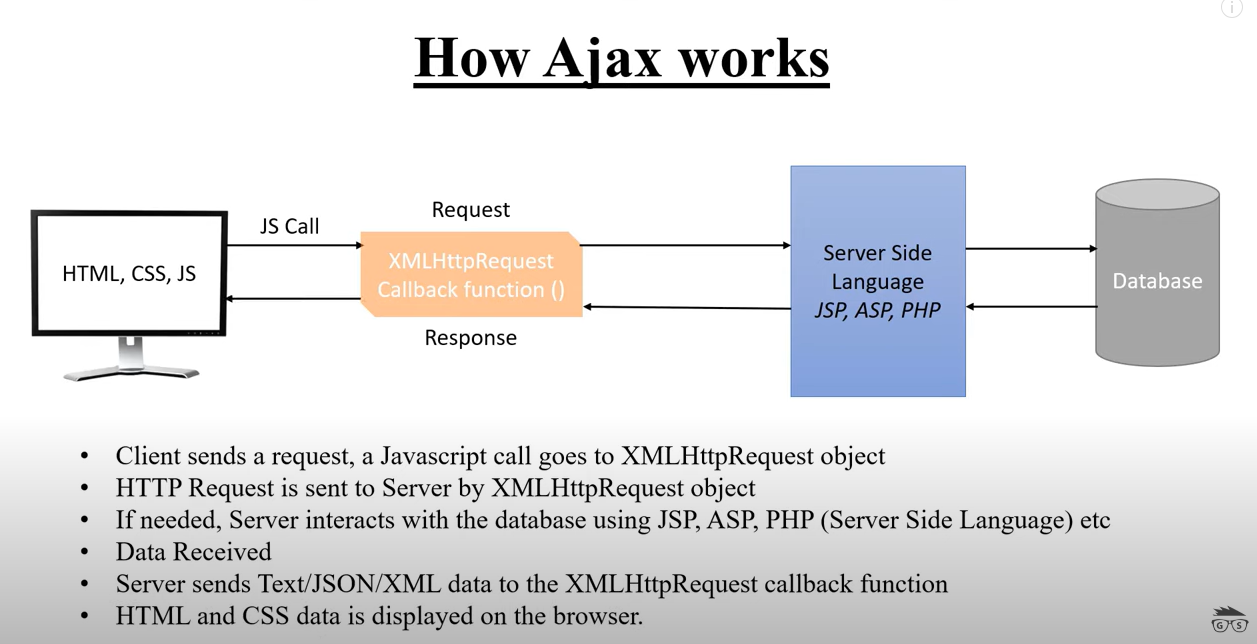 How Ajax works
JS Call
Request
HTML, CSS, JS
XMLHttpRequest
Callback function ()
Response
Server Side
Language
JSP, ASP, PHP
Database
• Client sends a request, a Javascript call goes to XMLHttpRequest object
• HTTP Request is sent to Server by XMLHttpRequest object
• If needed, Server interacts with the database using JSP, ASP, PHP (Server Side Language) etc
• Data Received
• Server sends Text/JSON/XML data to the XMLHttpRequest callback function
• HTML and CSS data is displayed on the browser.
G S